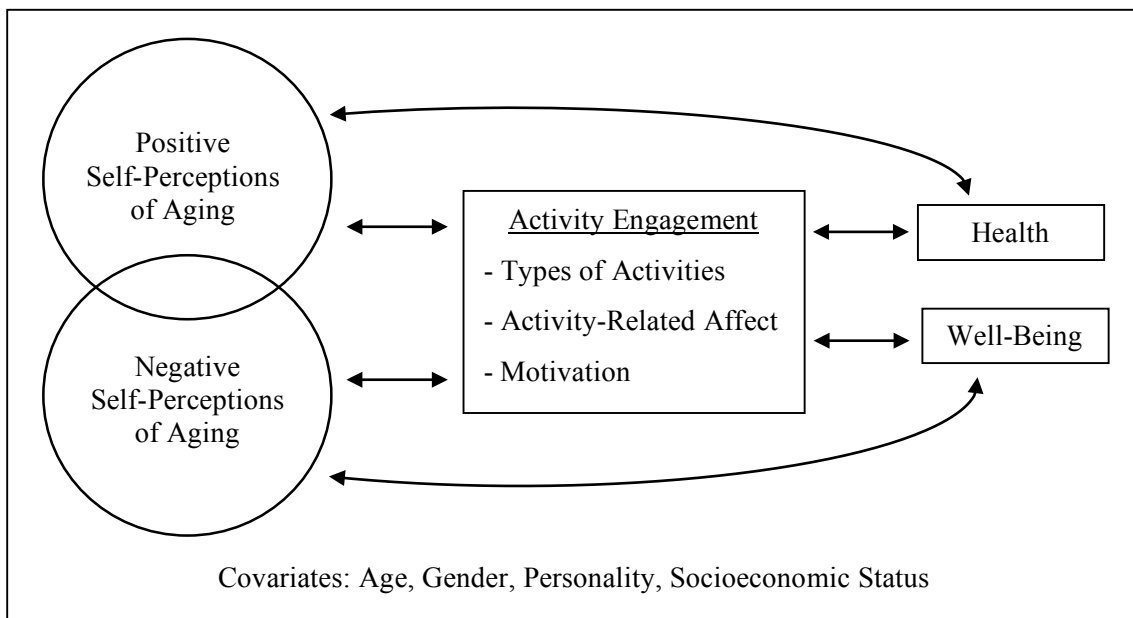 Positive
Self-Perceptions
of Aging
Negative
Self-Perceptions
of Aging
Activity Engagement
- Types of Activities
- Activity-Related Affect
- Motivation
Health
Well-Being
Covariates: Age, Gender, Personality, Socioeconomic Status